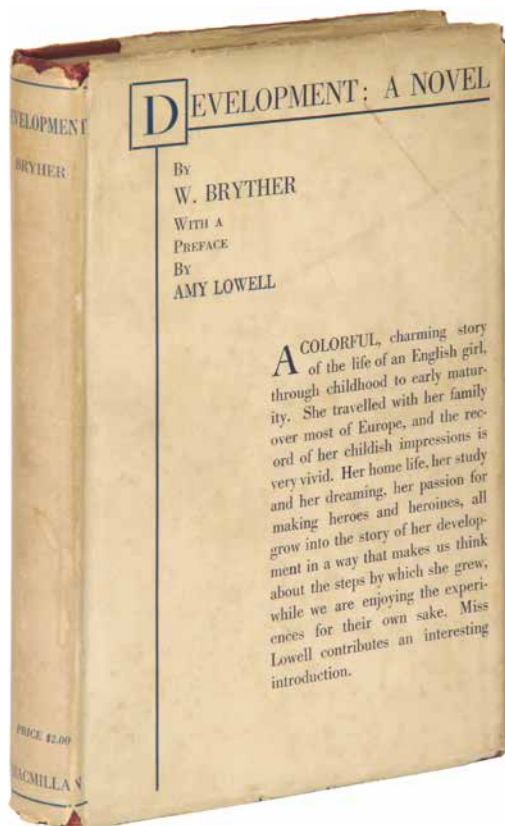 DEVELOPMENT: A NOVEL
By
W. BRYTHER
With a
Preface
By
AMY LOWELL
A COLORFUL, charming story
of the life of an English girl,
through childhood to early matur-
ity. She travelled with her family
over most of Europe, and the rec-
ord of her childish impressions is
very vivid. Her home life, her study
and her dreaming, her passion for
making heroes and heroines, all
grow into the story of her develop-
ment in a way that makes us think
about the steps by which she grew,
while we are enjoying the experi-
ences for their own sake. Miss
Lowell contributes an interesting
introduction.
DEVELOPMENT
BRYHER
PRICE $2.00
MACMILLAN